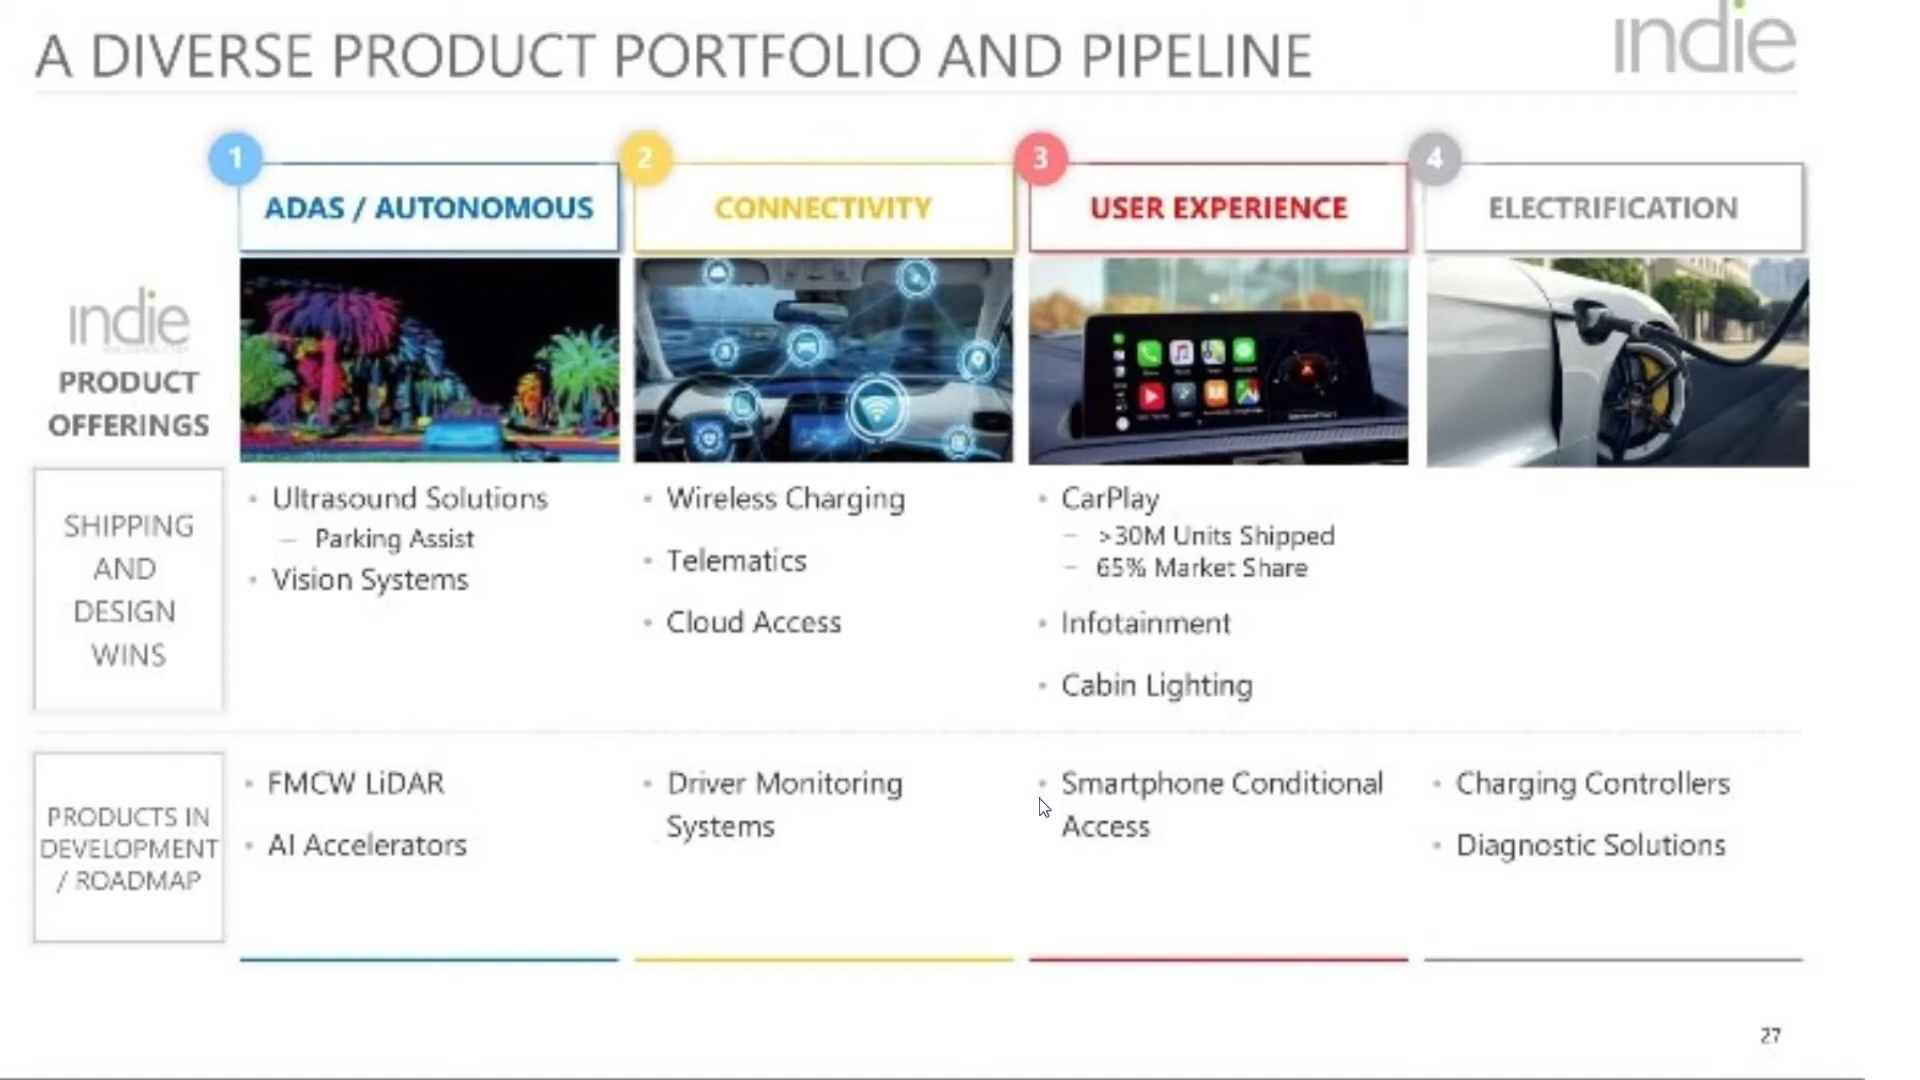 A DIVERSE PRODUCT PORTFOLIO AND PIPELINE
indie
1
2
3
4
ADAS / AUTONOMOUS
CONNECTIVITY
USER EXPERIENCE
ELECTRIFICATION
indie
PRODUCT
OFFERINGS
SHIPPING
AND
DESIGN
WINS
• Ultrasound Solutions
– Parking Assist
• Vision Systems
• Wireless Charging
• Telematics
• Cloud Access
• CarPlay
– >30M Units Shipped
– 65% Market Share
• Infotainment
• Cabin Lighting
PRODUCTS IN
DEVELOPMENT
/ ROADMAP
• FMCW LiDAR
• AI Accelerators
• Driver Monitoring
Systems
• Smartphone Conditional
Access
• Charging Controllers
• Diagnostic Solutions
27